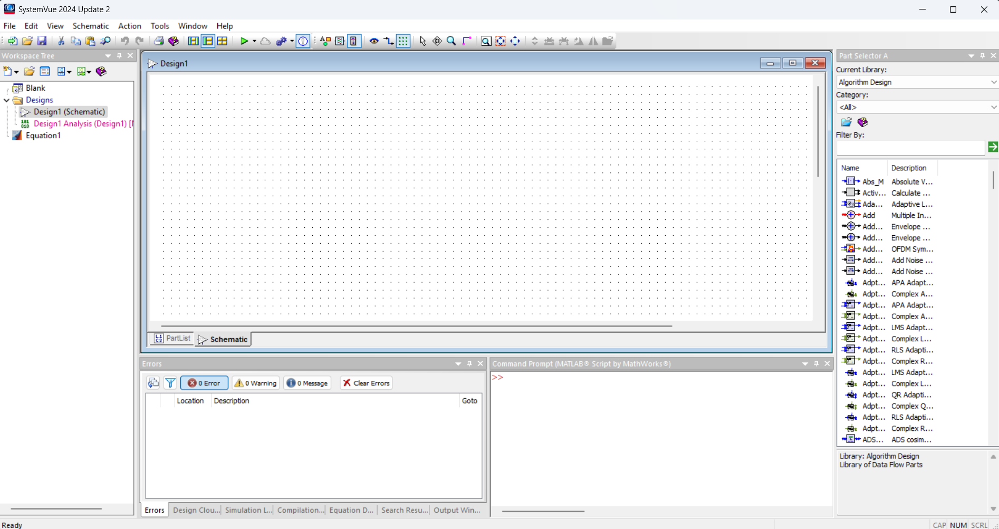 SystemVue 2024 Update 2
File Edit View Schematic Action Tools Window Help
Workspace Tree
Blank
Designs
Design1 (Schematic)
Design1 Analysis (Design1) [
Equation1
Design1
PartList
Schematic
Errors
0 Error
0 Warning
0 Message
Clear Errors
Location Description Goto
Errors Design Clou... Simulation L... Compilation... Equation D... Search Resu... Output Win...
Command Prompt (MATLAB® Script by MathWorks®)
>>
Part Selector A
Current Library:
Algorithm Design
Category:
<All>
Filter By:
Name Description
Abs_M Absolute V...
Activ... Calculate ...
Ada... Adaptive L...
Add Multiple In...
Add... Envelope ...
Add... Envelope ...
Add... OFDM Sym...
Add... Add Noise ...
Add... Add Noise ...
Adpt... APA Adapt...
Adpt... Complex A...
Adpt... APA Adapt...
Adpt... Complex A...
Adpt... LMS Adapt...
Adpt... Complex L...
Adpt... RLS Adapti...
Adpt... Complex R...
Adpt... LMS Adapt...
Adpt... Complex L...
Adpt... QR Adapti...
Adpt... Complex Q...
Adpt... RLS Adapti...
Adpt... Complex R...
ADS... ADS cosim...
Library: Algorithm Design
Library of Data Flow Parts
Ready
CAP NUM SCRL